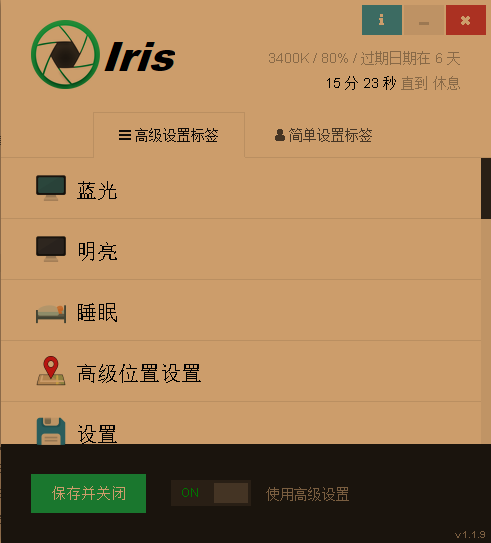 Iris
3400K / 80% / 过期日期在 6 天
15 分 23 秒 直到 休息
高级设置标签
简单设置标签
蓝光
明亮
睡眠
高级位置设置
设置
保存并关闭
ON
使用高级设置
v1.1.9